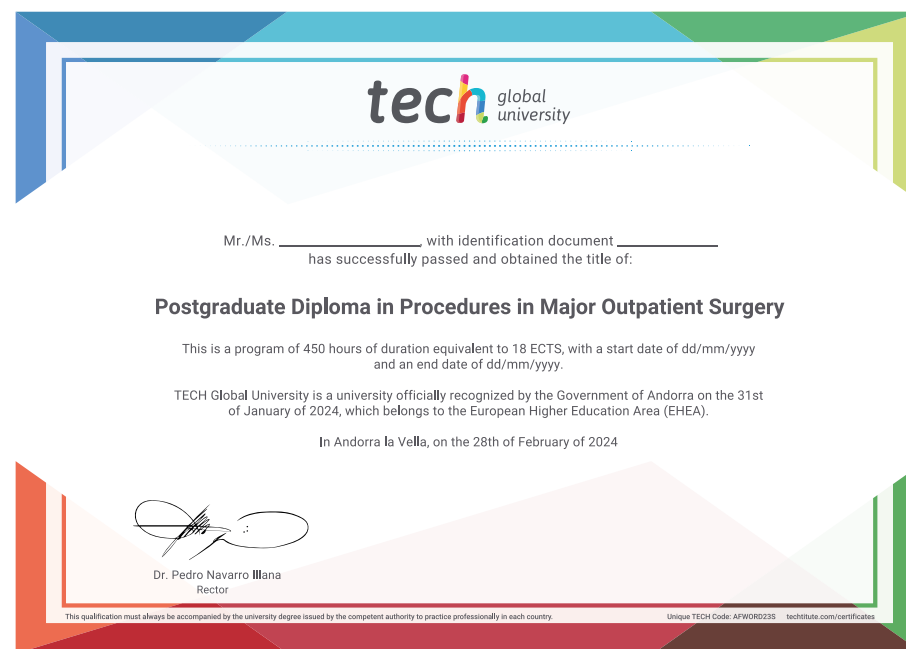 tech global
university
Mr./Ms. ____________, with identification document ____________
has successfully passed and obtained the title of:
Postgraduate Diploma in Procedures in Major Outpatient Surgery
This is a program of 450 hours of duration equivalent to 18 ECTS, with a start date of dd/mm/yyyy
and an end date of dd/mm/yyyy.
TECH Global University is a university officially recognized by the Government of Andorra on the 31st
of January of 2024, which belongs to the European Higher Education Area (EHEA).
In Andorra la Vella, on the 28th of February of 2024
Dr. Pedro Navarro Illana
Rector
This qualification must always be accompanied by the university degree issued by the competent authority to practice professionally in each country. Unique TECH Code: AFWORD23S techtitute.com/certificates